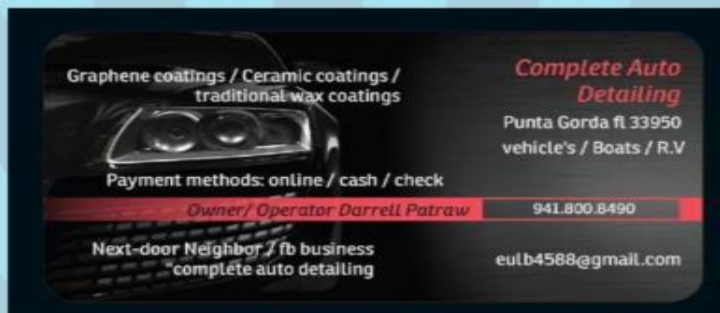 Graphene coatings / Ceramic coatings /
traditional wax coatings
Complete Auto
Detailing
Punta Gorda fl 33950
vehicle's / Boats / R.V
Payment methods: online / cash / check
Owner/ Operator Darrell Patraw
941.800.8490
Next-door Neighbor / fb business
"complete auto detailing
eulb4588@gmail.com